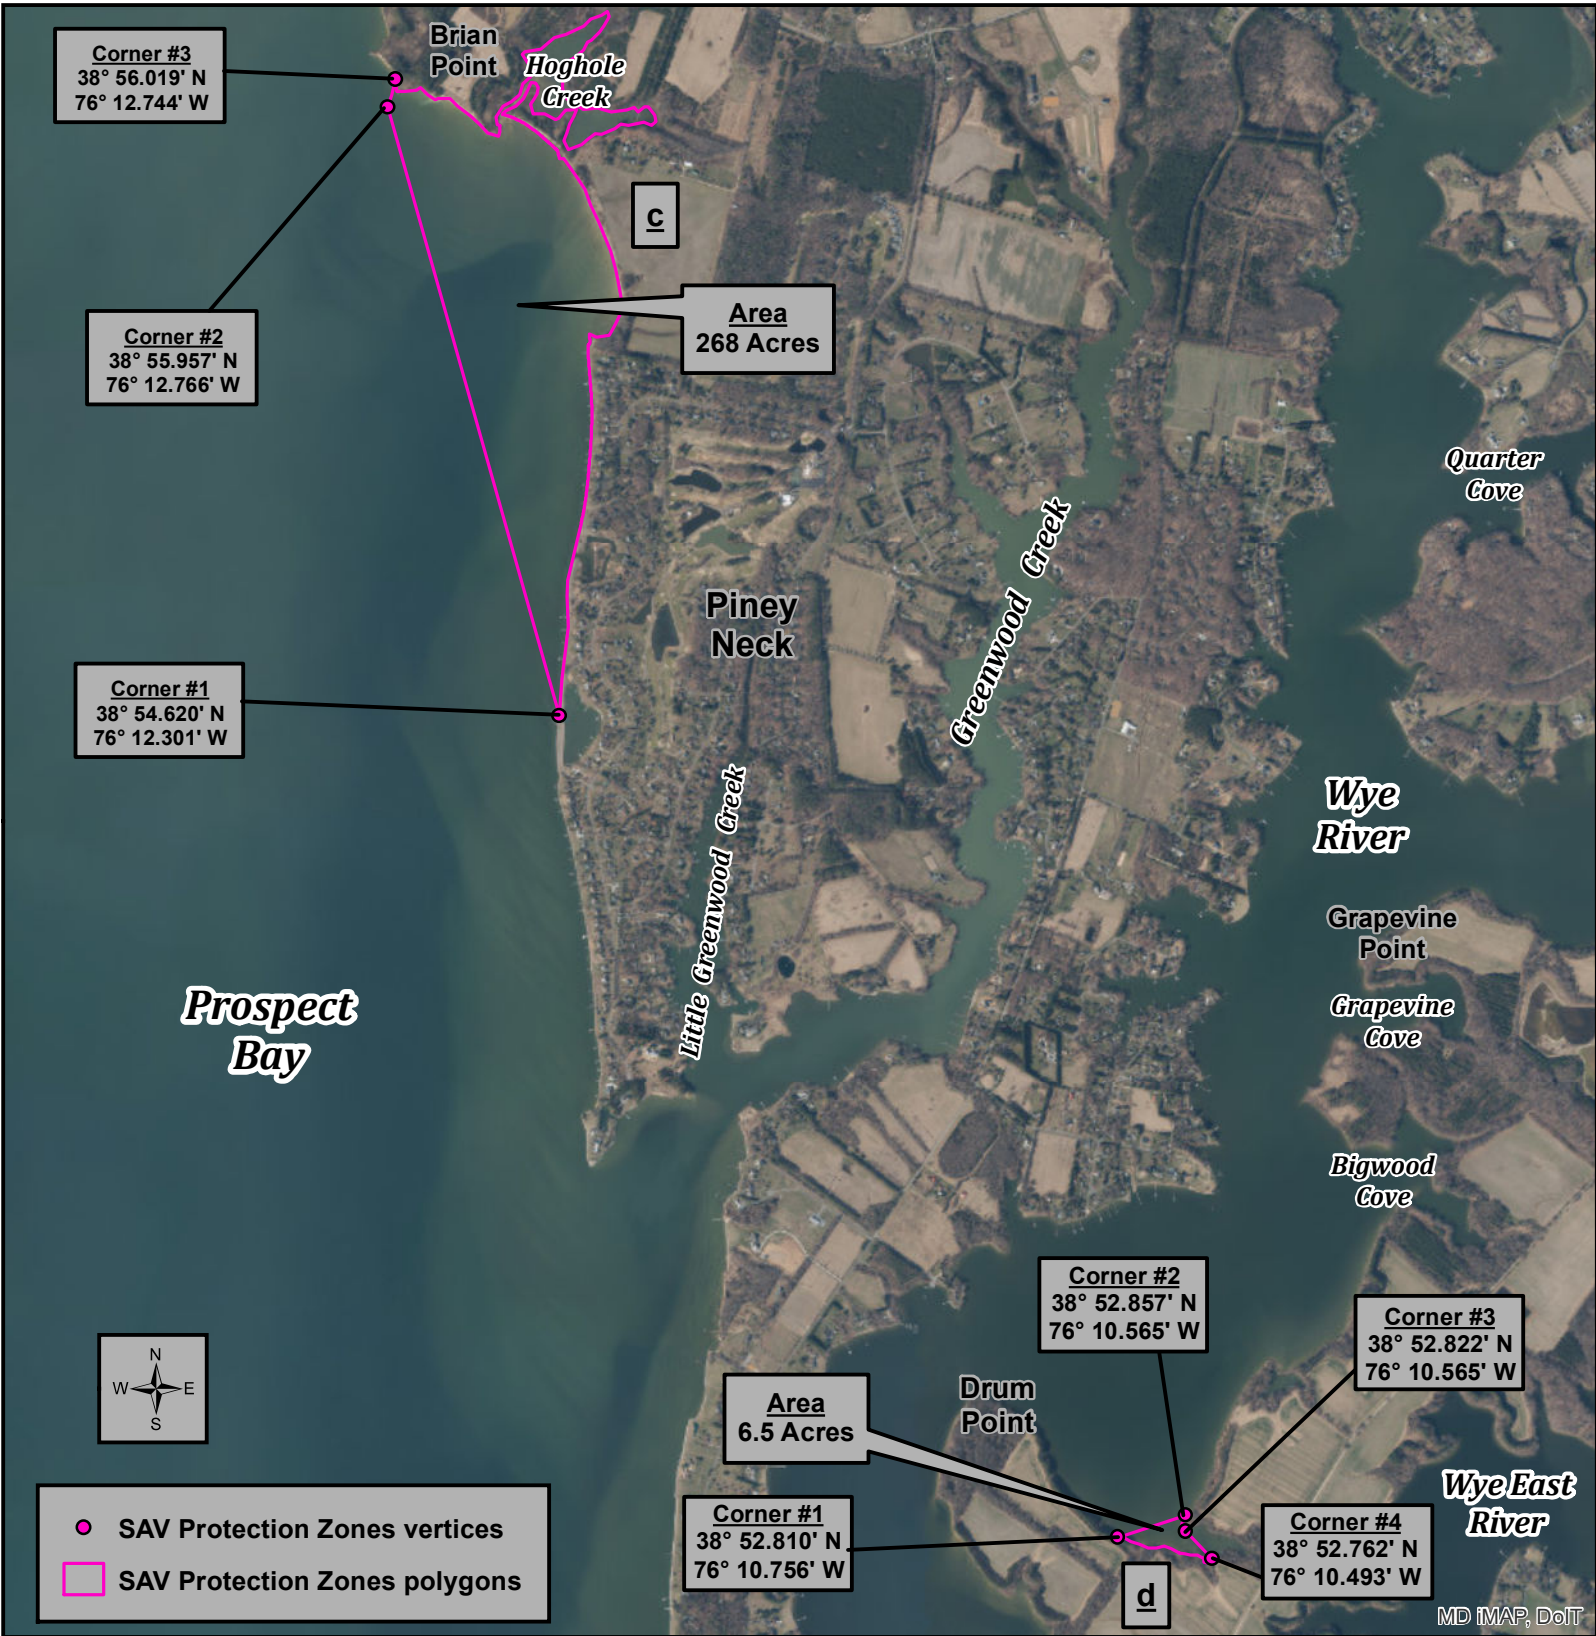 Corner #3
38° 56.019' N
76° 12.744' W
Brian
Point
Hoghole
Creek
c
Corner #2
38° 55.957' N
76° 12.766' W
Area
268 Acres
Quarter
Cove
Greenwood Creek
Piney
Neck
Corner #1
38° 54.620' N
76° 12.301' W
Little Greenwood Creek
Wye
River
Grapevine
Point
Prospect
Bay
Grapevine
Cove
Bigwood
Cove
Corner #2
38° 52.857' N
76° 10.565' W
Corner #3
38° 52.822' N
76° 10.565' W
N
W E
S
Drum
Point
Area
6.5 Acres
Wye East
River
Corner #1
38° 52.810' N
76° 10.756' W
Corner #4
38° 52.762' N
76° 10.493' W
d
SAV Protection Zones vertices
SAV Protection Zones polygons
MD iMAP, DoIT